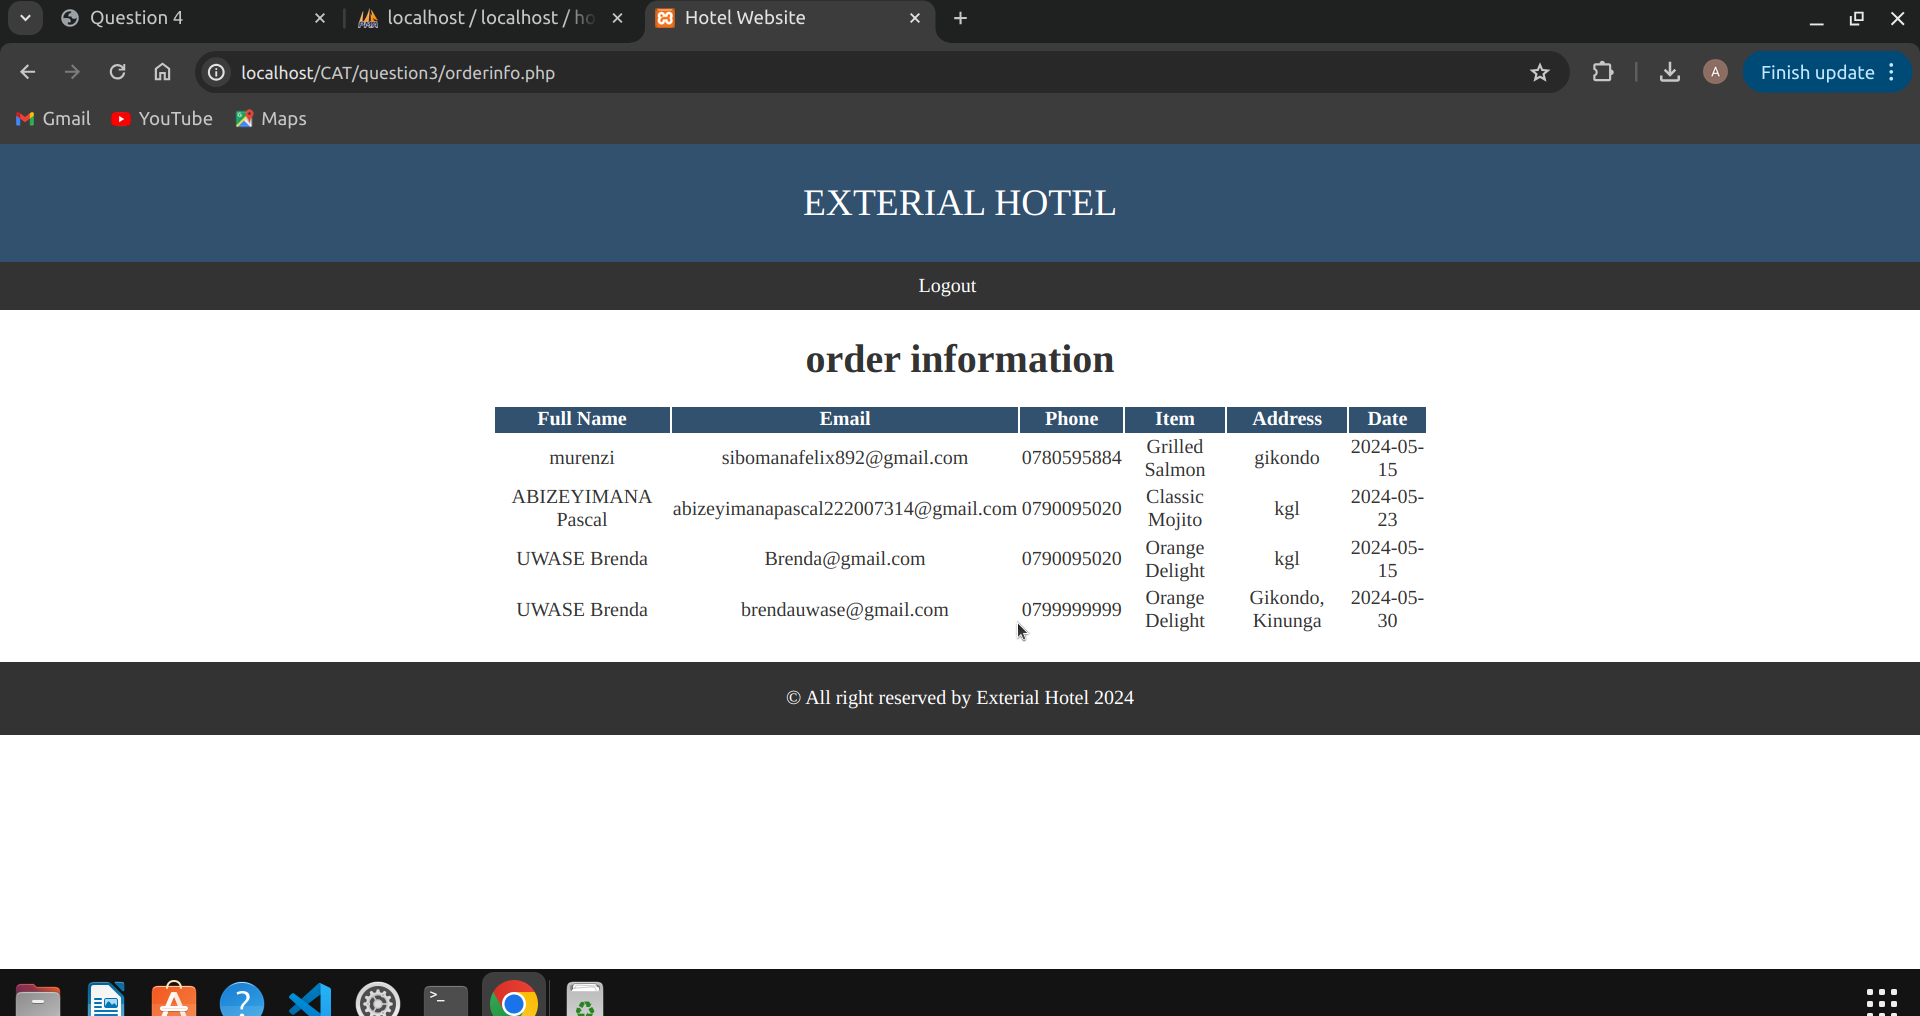 Question 4
localhost / localhost / ho
Hotel Website
localhost/CAT/question3/orderinfo.php
A
Finish update
Gmail
YouTube
Maps
EXTERIAL HOTEL
Logout
order information
Full Name Email Phone Item Address Date
murenzi sibomanafelix892@gmail.com 0780595884 Grilled Salmon gikondo 2024-05-15
ABIZEYIMANA Pascal abizeyimanapascal222007314@gmail.com 0790095020 Classic Mojito kgl 2024-05-23
UWASE Brenda Brenda@gmail.com 0790095020 Orange Delight kgl 2024-05-15
UWASE Brenda brendauwase@gmail.com 0799999999 Orange Delight Gikondo, Kinunga 2024-05-30
© All right reserved by Exterial Hotel 2024